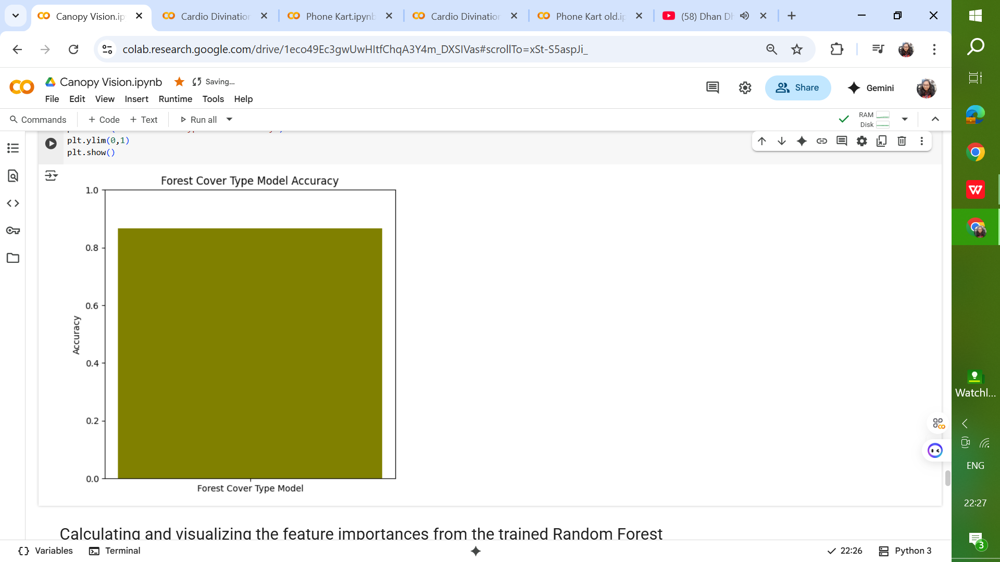 Canopy Vision.ip
Cardio Divination
Phone Kart.ipynb
Cardio Divination
Phone Kart old.ip
(58) Dhan Dh
colab.research.google.com/drive/1eco49Ec3gwUwHItfChqA3Y4m_DXSIVas#scrollTo=xSt-S5aspJi_
Canopy Vision.ipynb
Saving...
File Edit View Insert Runtime Tools Help
Share
Gemini
Commands + Code + Text Run all
RAM
Disk
plt.ylim(0,1)
plt.show()
Forest Cover Type Model Accuracy
1.0
0.8
0.6
0.4
0.2
0.0
Accuracy
Forest Cover Type Model
Calculating and visualizing the feature importances from the trained Random Forest
Variables Terminal
22:26 Python 3
Watchl...
ENG
22:27
3